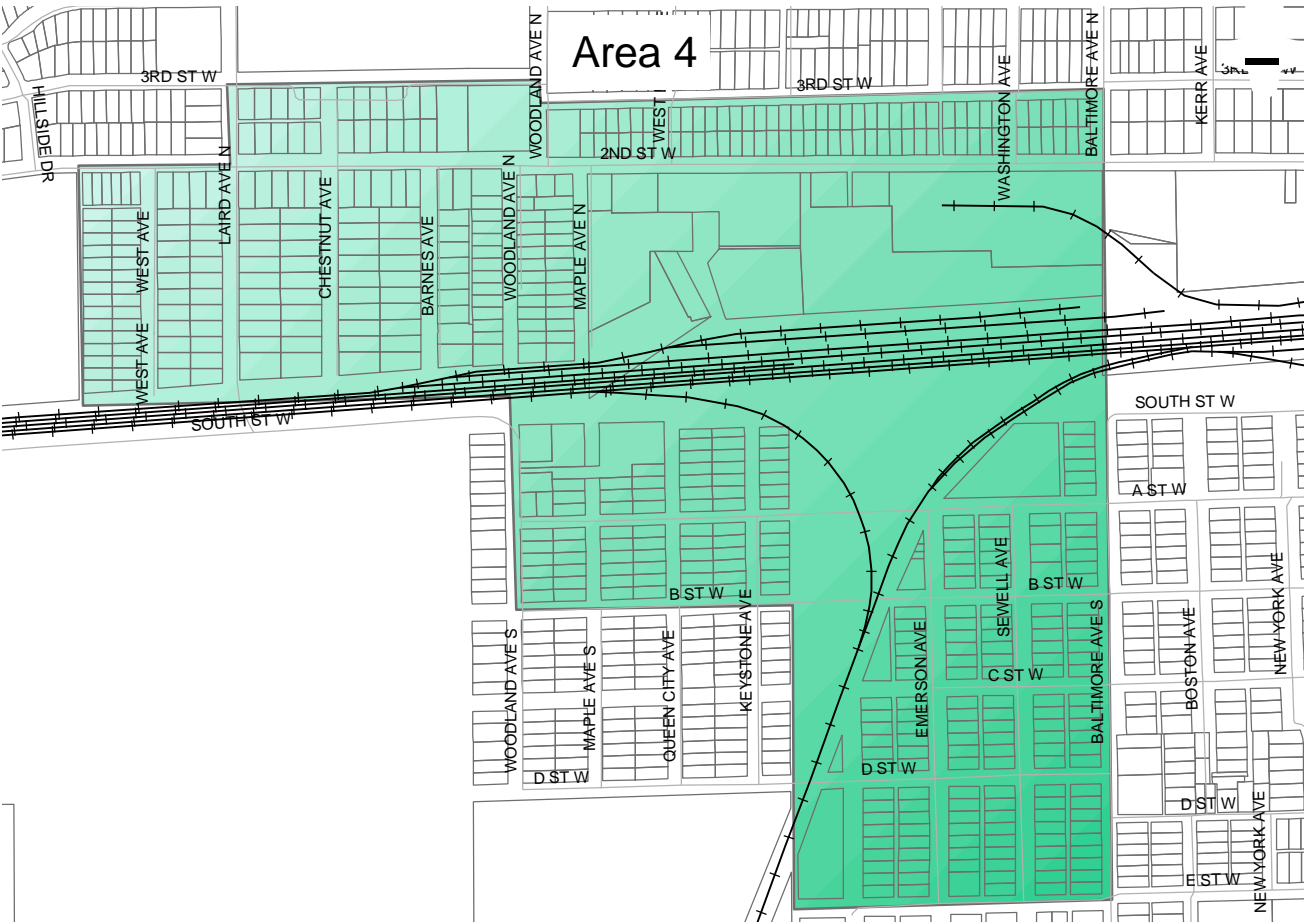 Area 4
3RD ST W
3RD ST W
HILLSIDE DR
WOODLAND AVE N
WASHINGTON AVE
BALTIMORE AVE N
KERR AVE
2ND ST W
LAIRD AVE N
WEST AVE
CHESTNUT AVE
BARNES AVE
WOODLAND AVE N
MAPLE AVE N
WEST AVE
SOUTH ST W
SOUTH ST W
A ST W
B ST W
B ST W
WOODLAND AVE S
MAPLE AVE S
QUEEN CITY AVE
KEYSTONE AVE
EMERSON AVE
SEWELL AVE
BALTIMORE AVE S
BOSTON AVE
NEW YORK AVE
C ST W
D ST W
D ST W
D ST W
NEW YORK AVE
E ST W